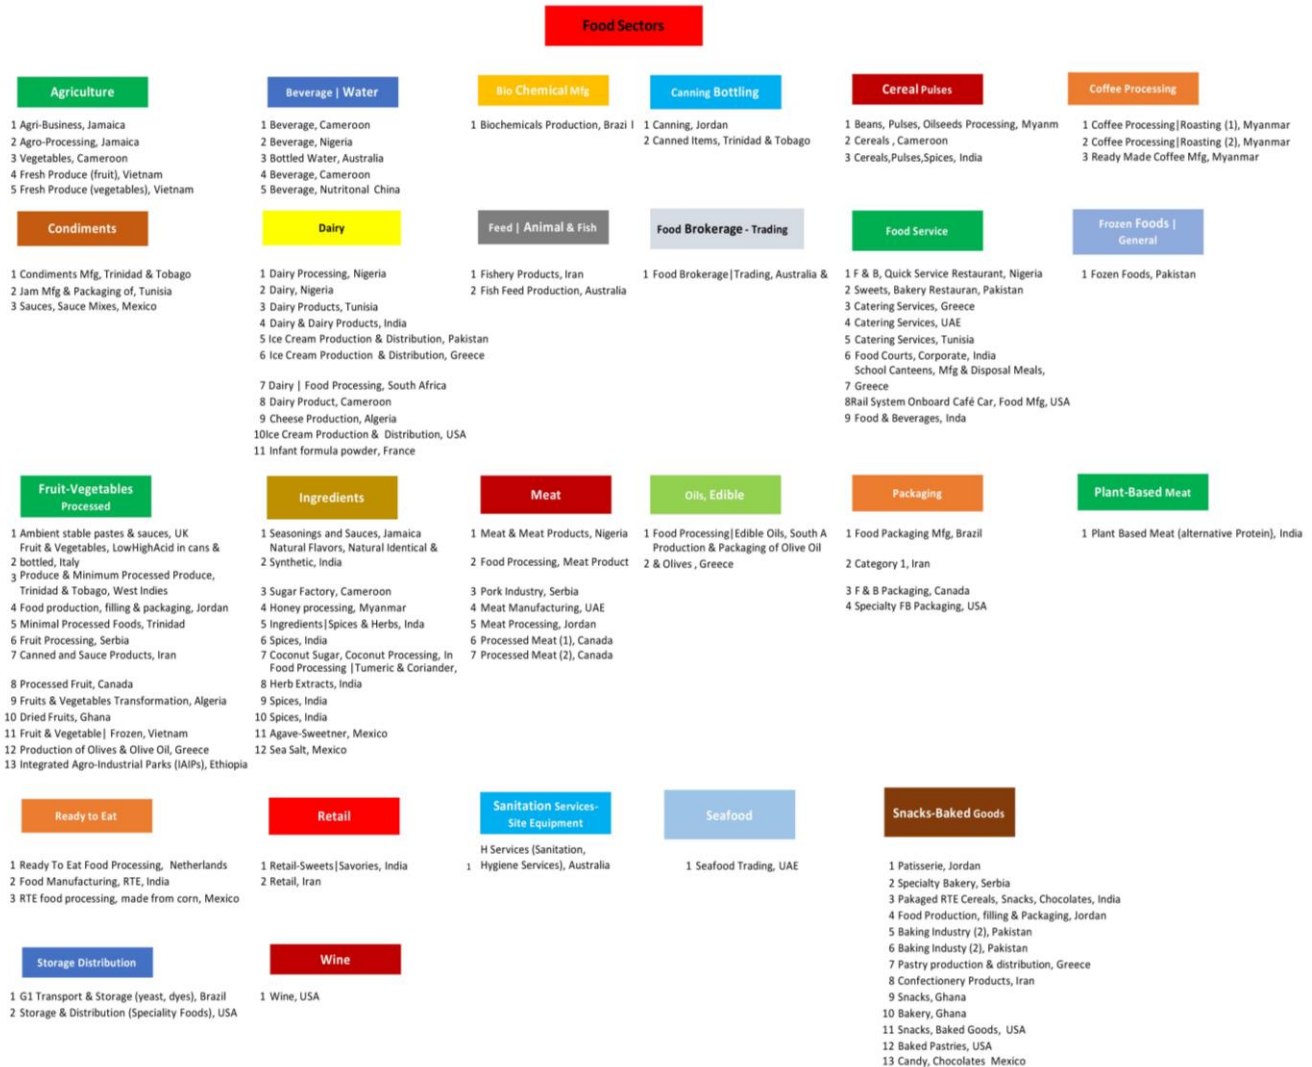 Food Sectors
Agriculture
1 Agri-Business, Jamaica
2 Agro-Processing, Jamaica
3 Vegetables, Cameroon
4 Fresh Produce (fruit), Vietnam
5 Fresh Produce (vegetables), Vietnam
Beverage | Water
1 Beverage, Cameroon
2 Beverage, Nigeria
3 Bottled Water, Australia
4 Beverage, Cameroon
5 Beverage, Nutritonal China
Bio Chemical Mfg
1 Biochemicals Production, Brazi l
Canning Bottling
1 Canning, Jordan
2 Canned Items, Trinidad & Tobago
Cereal Pulses
1 Beans, Pulses, Oilseeds Processing, Myanm
2 Cereals , Cameroon
3 Cereals,Pulses,Spices, India
Coffee Processing
1 Coffee Processing|Roasting (1), Myanmar
2 Coffee Processing|Roasting (2), Myanmar
3 Ready Made Coffee Mfg, Myanmar
Condiments
1 Condiments Mfg, Trinidad & Tobago
2 Jam Mfg & Packaging of, Tunisia
3 Sauces, Sauce Mixes, Mexico
Dairy
1 Dairy Processing, Nigeria
2 Dairy, Nigeria
3 Dairy Products, Tunisia
4 Dairy & Dairy Products, India
5 Ice Cream Production & Distribution, Pakistan
6 Ice Cream Production & Distribution, Greece
7 Dairy | Food Processing, South Africa
8 Dairy Product, Cameroon
9 Cheese Production, Algeria
10Ice Cream Production & Distribution, USA
11 Infant formula powder, France
Feed | Animal & Fish
1 Fishery Products, Iran
2 Fish Feed Production, Australia
Food Brokerage - Trading
1 Food Brokerage|Trading, Australia &
Food Service
1 F & B, Quick Service Restaurant, Nigeria
2 Sweets, Bakery Restauran, Pakistan
3 Catering Services, Greece
4 Catering Services, UAE
5 Catering Services, Tunisia
6 Food Courts, Corporate, India
School Canteens, Mfg & Disposal Meals,
7 Greece
8Rail System Onboard Café Car, Food Mfg, USA
9 Food & Beverages, Inda
Frozen Foods |
General
1 Fozen Foods, Pakistan
Fruit-Vegetables
Processed
1 Ambient stable pastes & sauces, UK
Fruit & Vegetables, LowHighAcid in cans &
2 bottled, Italy
3 Produce & Minimum Processed Produce,
Trinidad & Tobago, West Indies
4 Food production, filling & packaging, Jordan
5 Minimal Processed Foods, Trinidad
6 Fruit Processing, Serbia
7 Canned and Sauce Products, Iran
8 Processed Fruit, Canada
9 Fruits & Vegetables Transformation, Algeria
10 Dried Fruits, Ghana
11 Fruit & Vegetable| Frozen, Vietnam
12 Production of Olives & Olive Oil, Greece
13 Integrated Agro-Industrial Parks (IAIPs), Ethiopia
Ingredients
1 Seasonings and Sauces, Jamaica
Natural Flavors, Natural Identical &
2 Synthetic, India
3 Sugar Factory, Cameroon
4 Honey processing, Myanmar
5 Ingredients|Spices & Herbs, Inda
6 Spices, India
7 Coconut Sugar, Coconut Processing, In
Food Processing |Tumeric & Coriander,
8 Herb Extracts, India
9 Spices, India
10 Spices, India
11 Agave-Sweetner, Mexico
12 Sea Salt, Mexico
Meat
1 Meat & Meat Products, Nigeria
2 Food Processing, Meat Product
3 Pork Industry, Serbia
4 Meat Manufacturing, UAE
5 Meat Processing, Jordan
6 Processed Meat (1), Canada
7 Processed Meat (2), Canada
Oils, Edible
1 Food Processing|Edible Oils, South A
Production & Packaging of Olive Oil
2 & Olives , Greece
Packaging
1 Food Packaging Mfg, Brazil
2 Category 1, Iran
3 F & B Packaging, Canada
4 Specialty FB Packaging, USA
Plant-Based Meat
1 Plant Based Meat (alternative Protein}, India
Ready to Eat
1 Ready To Eat Food Processing, Netherlands
2 Food Manufacturing, RTE, India
3 RTE food processing, made from corn, Mexico
Retail
1 Retail-Sweets|Savories, India
2 Retail, Iran
Sanitation Services-
Site Equipment
H Services (Sanitation,
1 Hygiene Services), Australia
Seafood
1 Seafood Trading, UAE
Snacks-Baked Goods
1 Patisserie, Jordan
2 Specialty Bakery, Serbia
3 Pakaged RTE Cereals, Snacks, Chocolates, India
4 Food Production, filling & Packaging, Jordan
5 Baking Industry (2), Pakistan
6 Baking Industy (2), Pakistan
7 Pastry production & distribution, Greece
8 Confectionery Products, Iran
9 Snacks, Ghana
10 Bakery, Ghana
11 Snacks, Baked Goods, USA
12 Baked Pastries, USA
13 Candy, Chocolates Mexico
Storage Distribution
1 G1 Transport & Storage (yeast, dyes), Brazil
2 Storage & Distribution (Speciality Foods), USA
Wine
1 Wine, USA